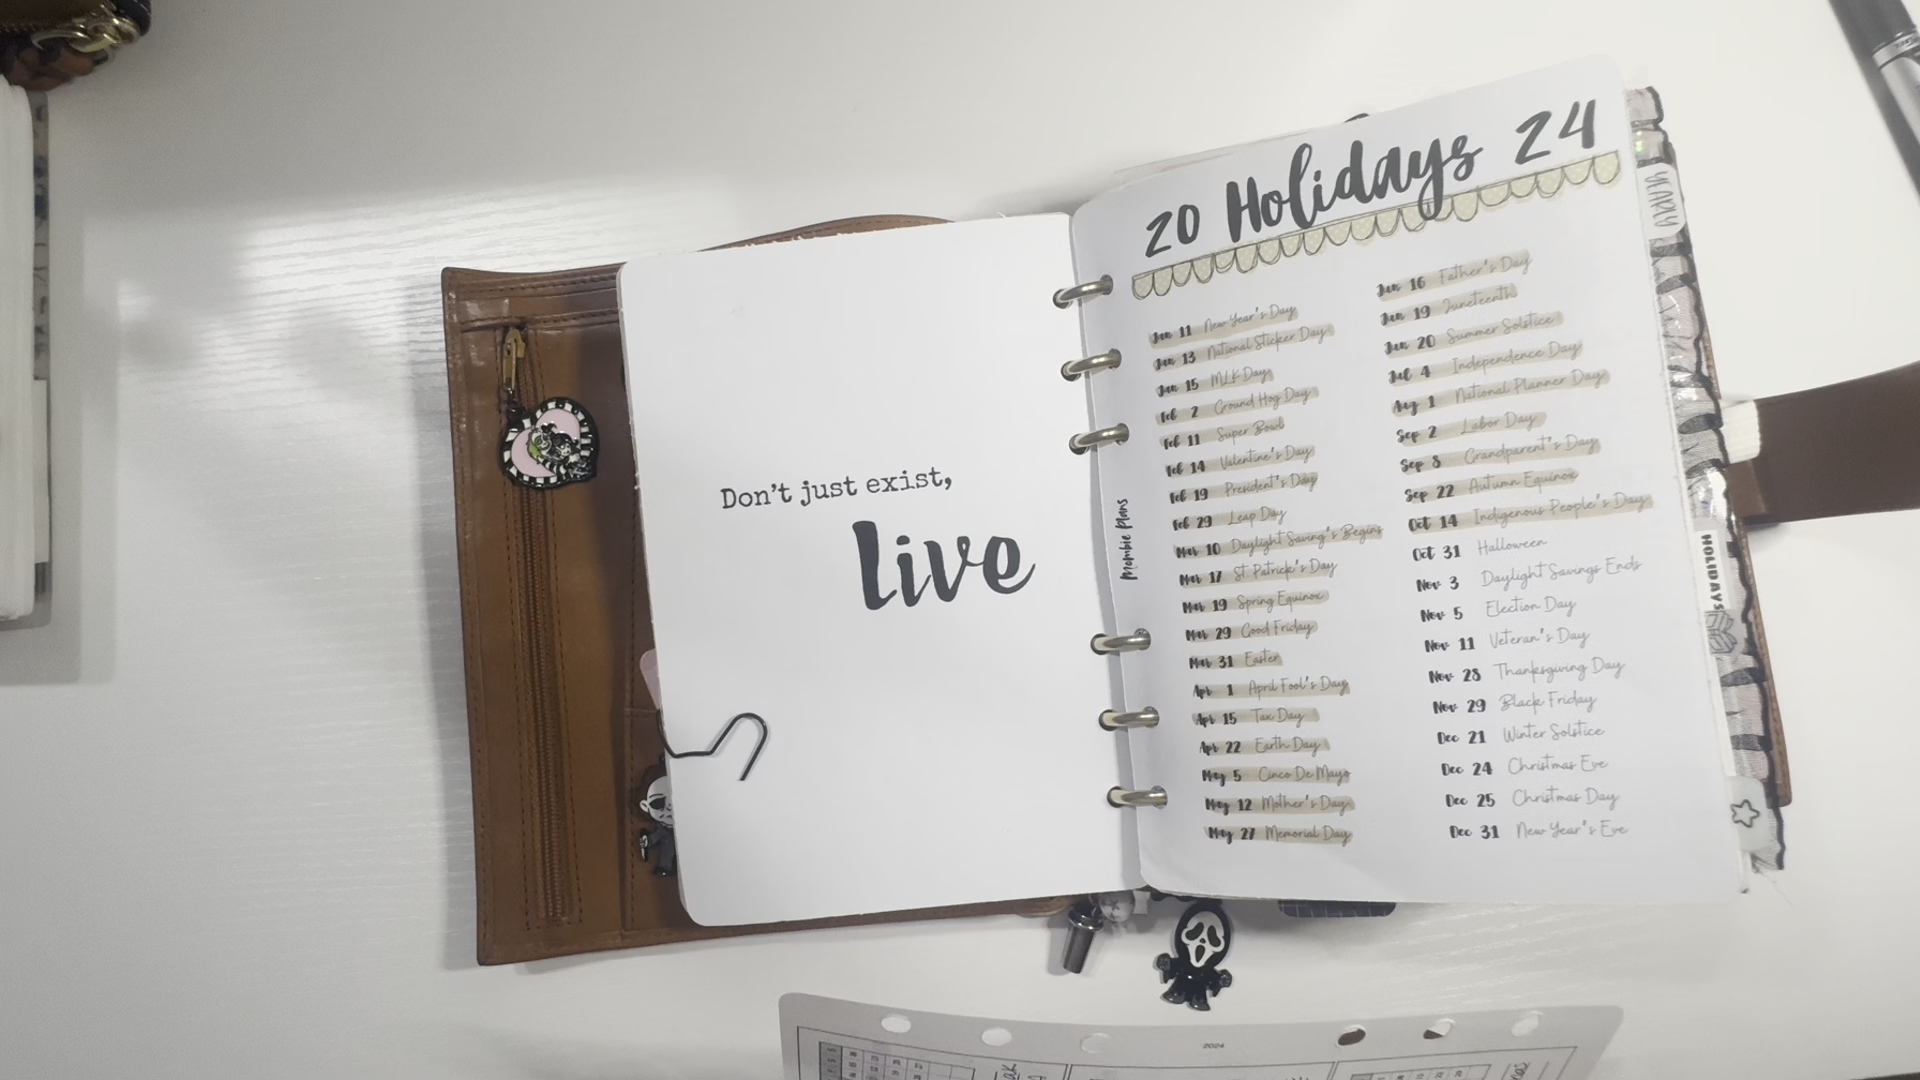 Don't just exist,
live
20 Holidays 24
Jan 11 New Year's Day
Jan 13 National Sticker Day
Jan 15 MLK Day
Feb 2 Ground Hog Day
Feb 11 Super Bowl
Feb 14 Valentine's Day
Feb 19 President's Day
Feb 29 Leap Day
Mar 10 Daylight Saving's Begins
Mar 17 St. Patrick's Day
Mar 19 Spring Equinox
Mar 29 Good Friday
Mar 31 Easter
Apr 1 April Fool's Day
Apr 15 Tax Day
Apr 22 Earth Day
May 5 Cinco De Mayo
May 12 Mother's Day
May 27 Memorial Day
Jun 16 Father's Day
Jun 19 Juneteenth
Jun 20 Summer Solstice
Jul 4 Independence Day
Aug 1 National Planner Day
Sep 2 Labor Day
Sep 8 Grandparent's Day
Sep 22 Autumn Equinox
Oct 14 Indigenous People's Day
Oct 31 Halloween
Nov 3 Daylight Savings Ends
Nov 5 Election Day
Nov 11 Veteran's Day
Nov 28 Thanksgiving Day
Nov 29 Black Friday
Dec 21 Winter Solstice
Dec 24 Christmas Eve
Dec 25 Christmas Day
Dec 31 New Year's Eve
Mombie Plans
YEARLY
HOLIDAYS
2024